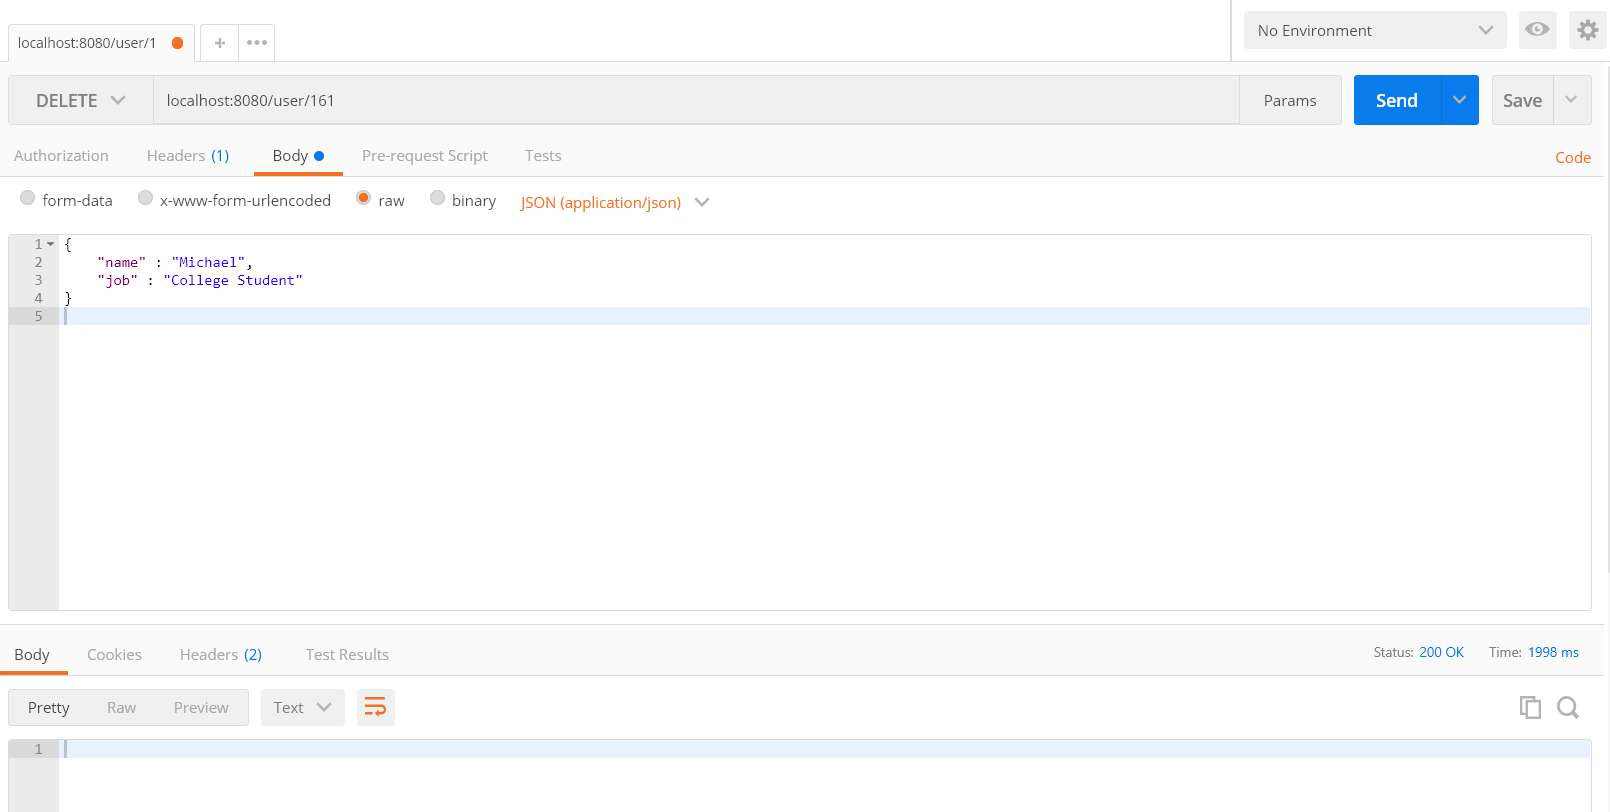 localhost:8080/user/1
No Environment
DELETE localhost:8080/user/161 Params Send Save
Authorization Headers (1) Body Pre-request Script Tests Code
form-data x-www-form-urlencoded raw binary JSON (application/json)
1 {
2 "name" : "Michael",
3 "job" : "College Student"
4 }
5
Body Cookies Headers (2) Test Results Status: 200 OK Time: 1998 ms
Pretty Raw Preview Text
1